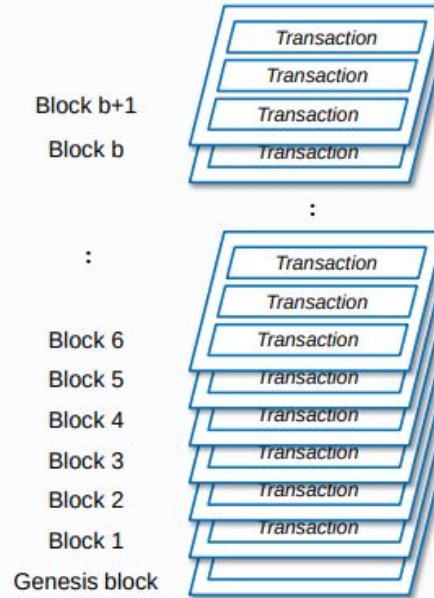 Transaction
Transaction
Block b+1 Transaction
Block b Transaction
:
: Transaction
Transaction
Block 6 Transaction
Block 5 Transaction
Block 4 Transaction
Block 3 Transaction
Block 2 Transaction
Block 1 Transaction
Genesis block